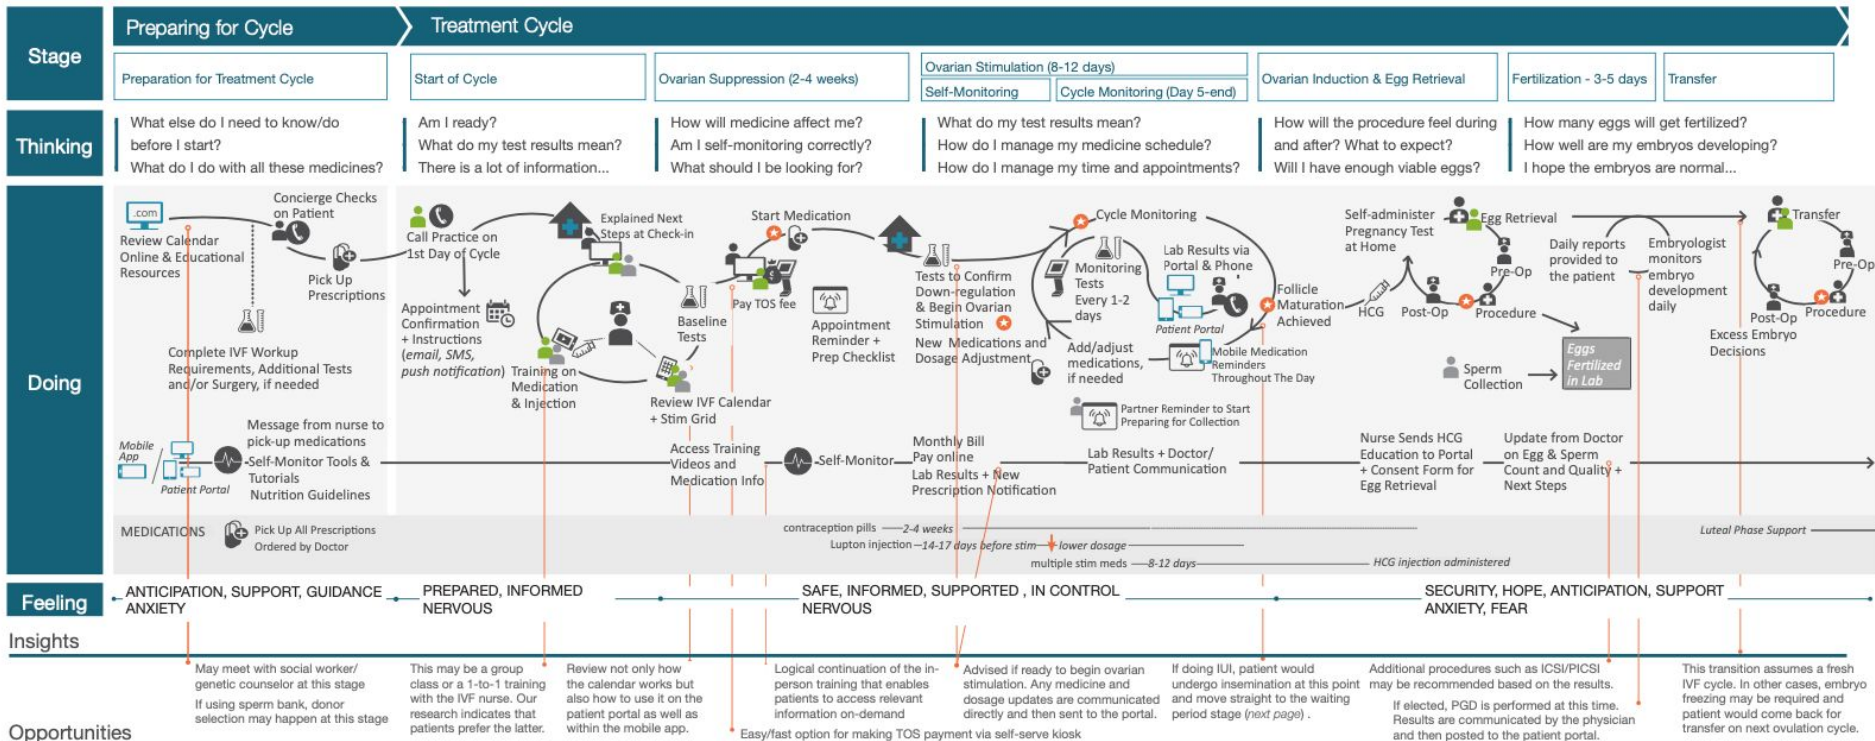 Stage
Preparing for Cycle
Treatment Cycle
Preparation for Treatment Cycle
Start of Cycle
Ovarian Suppression (2-4 weeks)
Ovarian Stimulation (8-12 days)
Self-Monitoring
Cycle Monitoring (Day 5-end)
Ovarian Induction & Egg Retrieval
Fertilization - 3-5 days
Transfer
Thinking
What else do I need to know/do
before I start?
What do I do with all these medicines?
Am I ready?
What do my test results mean?
There is a lot of information...
How will medicine affect me?
Am I self-monitoring correctly?
What should I be looking for?
What do my test results mean?
How do I manage my medicine schedule?
How do I manage my time and appointments?
How will the procedure feel during
and after? What to expect?
Will I have enough viable eggs?
How many eggs will get fertilized?
How well are my embryos developing?
I hope the embryos are normal...
Doing
.com
Review Calendar
Online & Educational
Resources
Concierge Checks
on Patient
Pick Up
Prescriptions
Complete IVF Workup
Requirements, Additional Tests
and/or Surgery, if needed
Call Practice on
1st Day of Cycle
Appointment
Confirmation
+ Instructions
(email, SMS,
push notification)
Explained Next
Steps at Check-in
Training on
Medication
& Injection
Review IVF Calendar
+ Stim Grid
Baseline
Tests
Start Medication
Pay TOS fee
Appointment
Reminder +
Prep Checklist
Tests to Confirm
Down-regulation
& Begin Ovarian
Stimulation
New Medications and
Dosage Adjustment
Cycle Monitoring
Monitoring
Tests
Every 1-2
days
Lab Results via
Portal & Phone
Patient Portal
Add/adjust
medications,
if needed
Mobile Medication
Reminders
Throughout The Day
Partner Reminder to Start
Preparing for Collection
Follicle
Maturation
Achieved
HCG
Self-administer
Pregnancy Test
at Home
Egg Retrieval
Pre-Op
Procedure
Post-Op
Sperm
Collection
Eggs
Fertilized
in Lab
Daily reports
provided to
the patient
Embryologist
monitors
embryo
development
daily
Transfer
Pre-Op
Procedure
Post-Op
Excess Embryo
Decisions
Mobile
App
Patient Portal
Message from nurse to
pick-up medications
Self-Monitor Tools &
Tutorials
Nutrition Guidelines
Access Training
Videos and
Medication Info
Self-Monitor
Monthly Bill
Pay online
Lab Results + New
Prescription Notification
Lab Results + Doctor/
Patient Communication
Nurse Sends HCG
Education to Portal
+ Consent Form for
Egg Retrieval
Update from Doctor
on Egg & Sperm
Count and Quality +
Next Steps
MEDICATIONS
Pick Up All Prescriptions
Ordered by Doctor
contraception pills
2-4 weeks
Lupton injection
14-17 days before stim
lower dosage
multiple stim meds
8-12 days
HCG injection administered
Luteal Phase Support
Feeling
ANTICIPATION, SUPPORT, GUIDANCE
ANXIETY
PREPARED, INFORMED
NERVOUS
SAFE, INFORMED, SUPPORTED , IN CONTROL
NERVOUS
SECURITY, HOPE, ANTICIPATION, SUPPORT
ANXIETY, FEAR
Insights
May meet with social worker/
genetic counselor at this stage
If using sperm bank, donor
selection may happen at this stage
This may be a group
class or a 1-to-1 training
with the IVF nurse. Our
research indicates that
patients prefer the latter.
Review not only how
the calendar works but
also how to use it on the
patient portal as well as
within the mobile app.
Logical continuation of the in-
person training that enables
patients to access relevant
information on-demand
Advised if ready to begin ovarian
stimulation. Any medicine and
dosage updates are communicated
directly and then sent to the portal.
If doing IUI, patient would
undergo insemination at this point
and move straight to the waiting
period stage (next page) .
Additional procedures such as ICSI/PICSI
may be recommended based on the results.
If elected, PGD is performed at this time.
Results are communicated by the physician
and then posted to the patient portal.
This transition assumes a fresh
IVF cycle. In other cases, embryo
freezing may be required and
patient would come back for
transfer on next ovulation cycle.
Opportunities
Easy/fast option for making TOS payment via self-serve kiosk